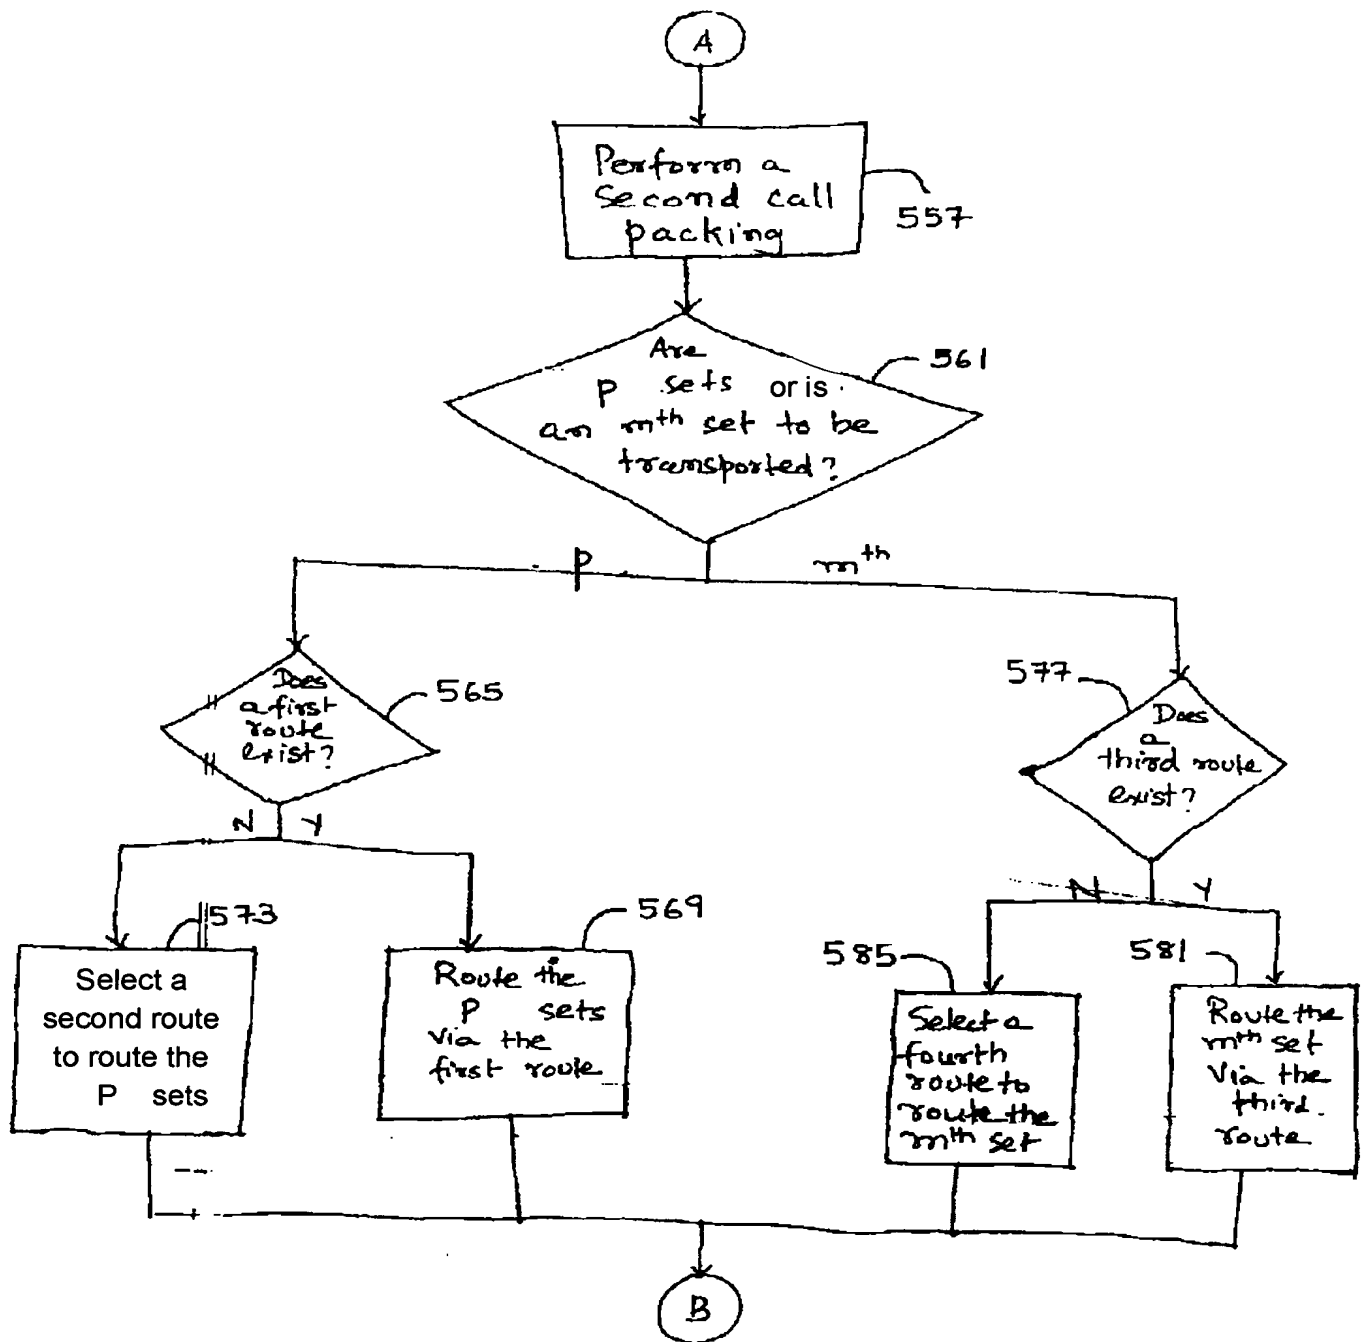 A
Perform a
second call
packing
557
Are
P sets or is
an mth set to be
transported?
561
P
mth
Does
a first
route
exist?
565
577
Does
a
third route
exist?
N
Y
N
Y
573
569
585
581
Select a
second route
to route the
P sets
Route the
P sets
via the
first route
Select a
fourth
route to
route the
mth set
Route the
mth set
via the
third
route
B